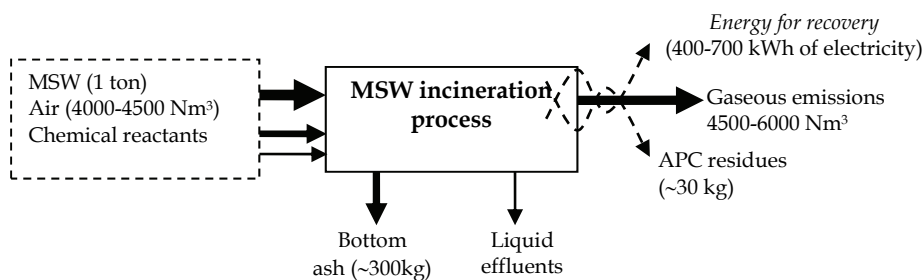 MSW (1 ton)
Air (4000-4500 Nm³)
Chemical reactants
MSW incineration
process
Energy for recovery
(400-700 kWh of electricity)
Gaseous emissions
4500-6000 Nm³
APC residues
(~30 kg)
Bottom
ash (~300kg)
Liquid
effluents